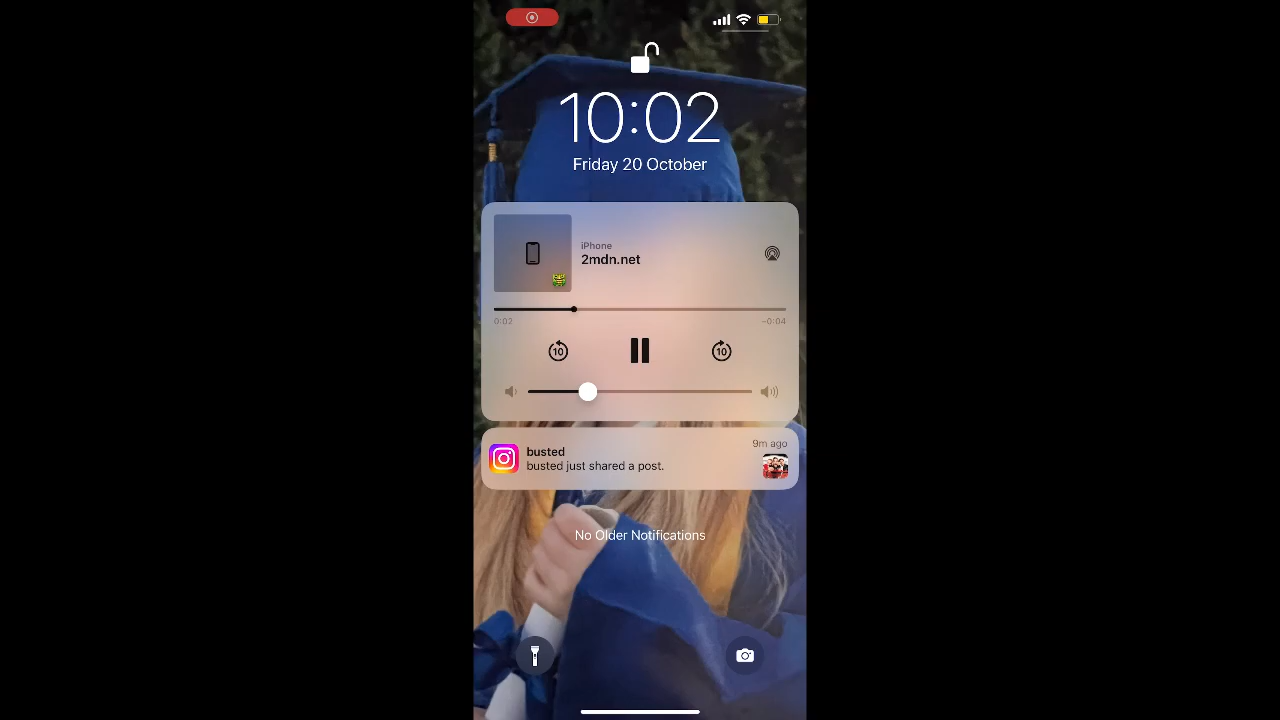 10:02
Friday 20 October
iPhone
2mdn.net
0:02
-0:04
10
10
busted
9m ago
busted just shared a post.
No Older Notifications